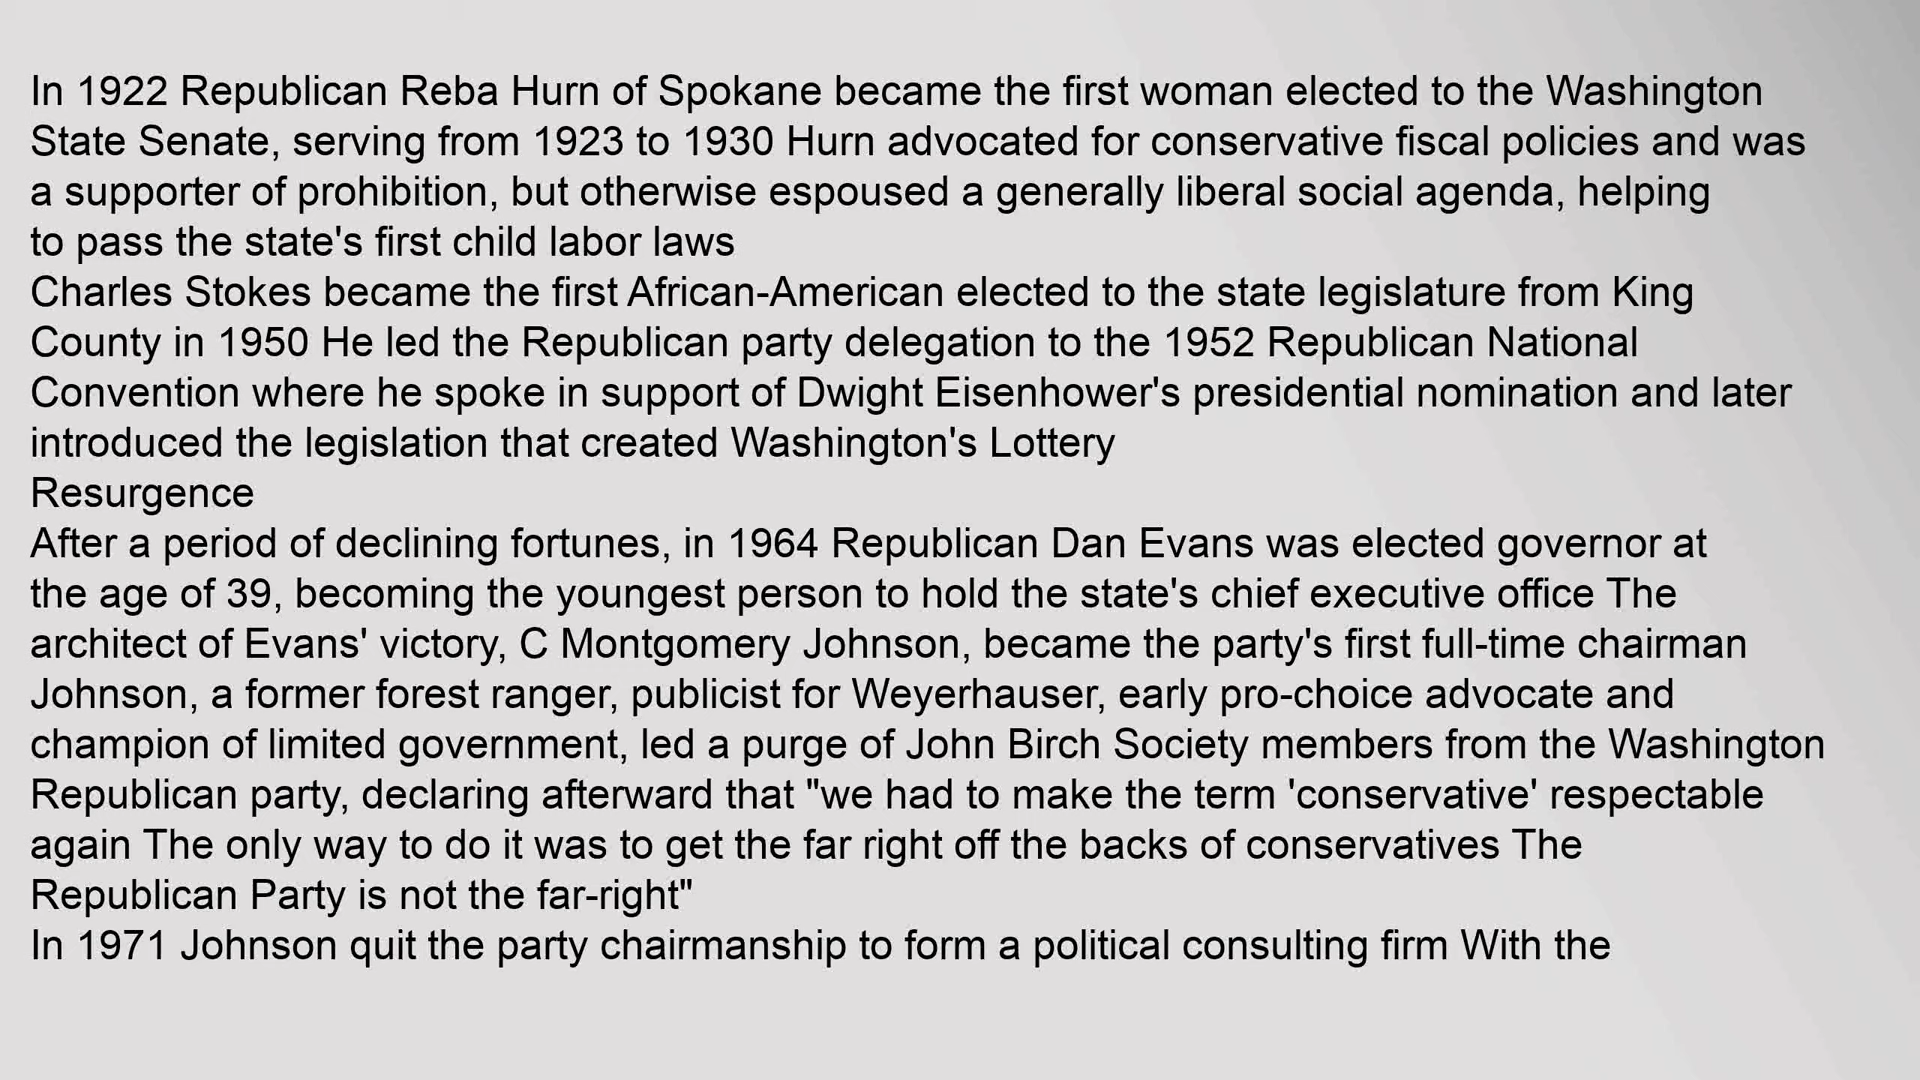 In 1922 Republican Reba Hurn of Spokane became the first woman elected to the Washington
State Senate, serving from 1923 to 1930 Hurn advocated for conservative fiscal policies and was
a supporter of prohibition, but otherwise espoused a generally liberal social agenda, helping
to pass the state's first child labor laws
Charles Stokes became the first African-American elected to the state legislature from King
County in 1950 He led the Republican party delegation to the 1952 Republican National
Convention where he spoke in support of Dwight Eisenhower's presidential nomination and later
introduced the legislation that created Washington's Lottery
Resurgence
After a period of declining fortunes, in 1964 Republican Dan Evans was elected governor at
the age of 39, becoming the youngest person to hold the state's chief executive office The
architect of Evans' victory, C Montgomery Johnson, became the party's first full-time chairman
Johnson, a former forest ranger, publicist for Weyerhauser, early pro-choice advocate and
champion of limited government, led a purge of John Birch Society members from the Washington
Republican party, declaring afterward that "we had to make the term 'conservative' respectable
again The only way to do it was to get the far right off the backs of conservatives The
Republican Party is not the far-right"
In 1971 Johnson quit the party chairmanship to form a political consulting firm With the